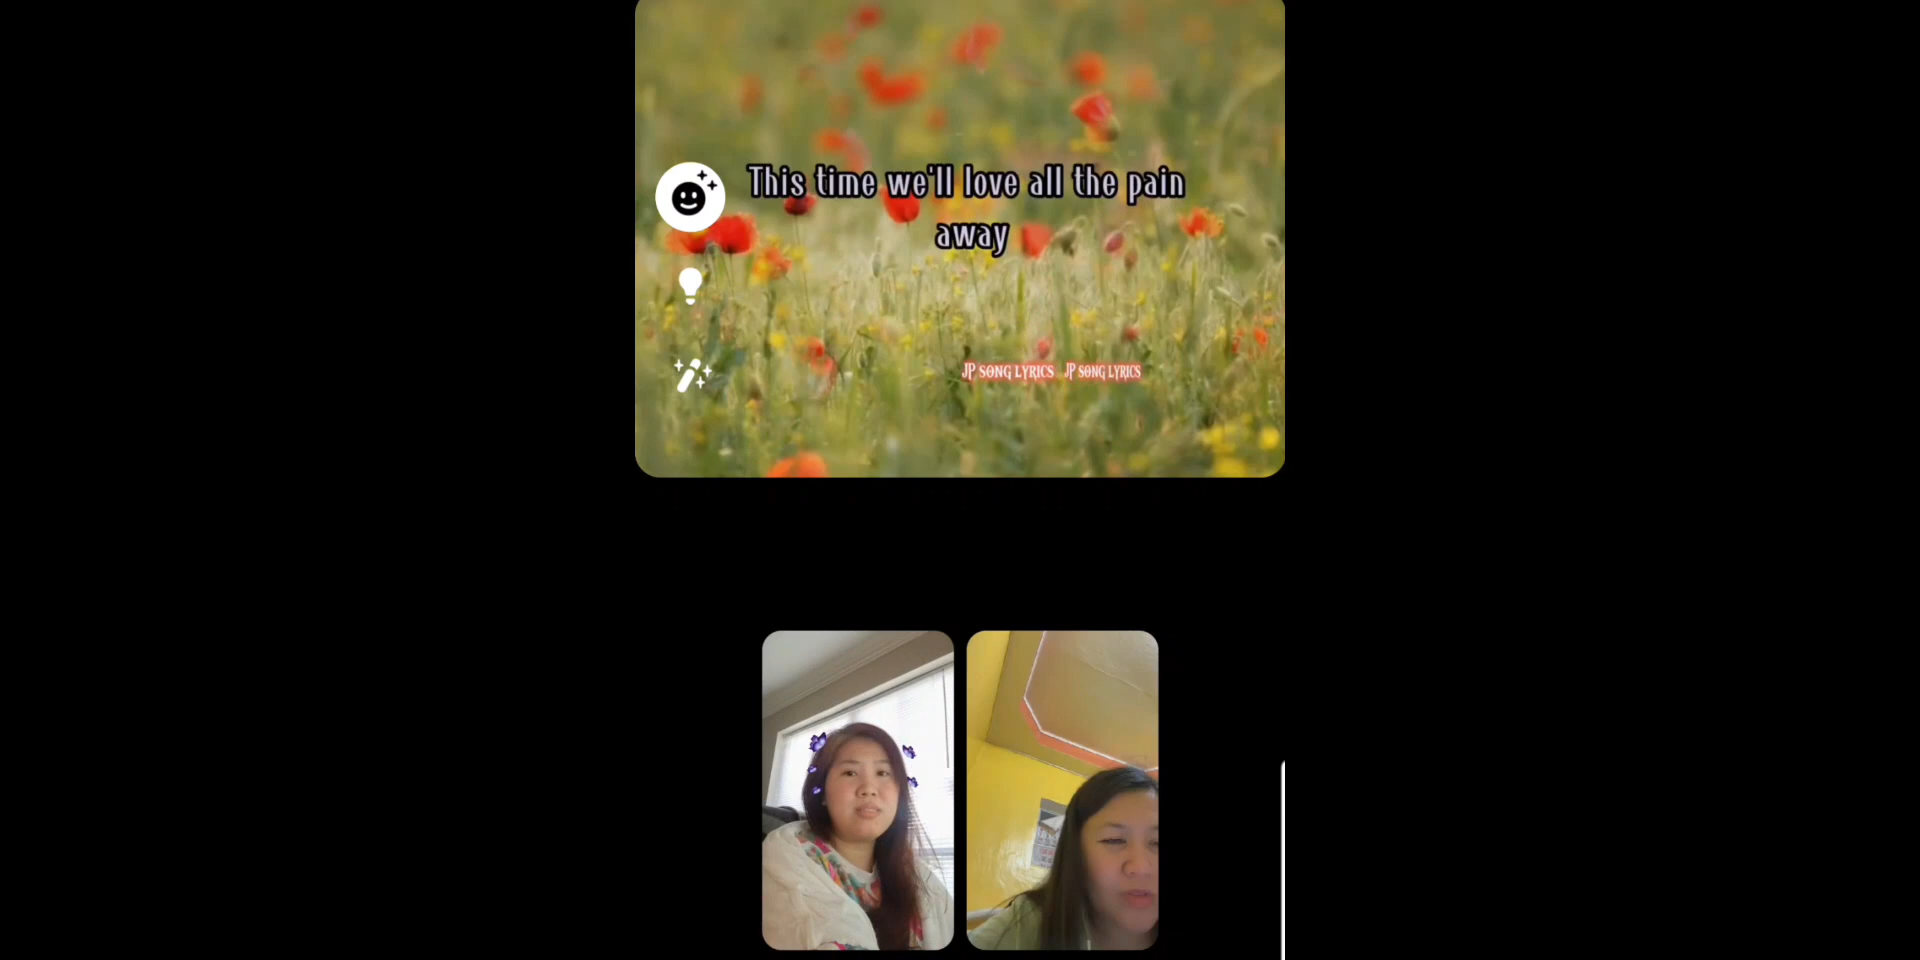 This time we'll love all the pain
away
JP SONG LYRICS JP SONG LYRICS